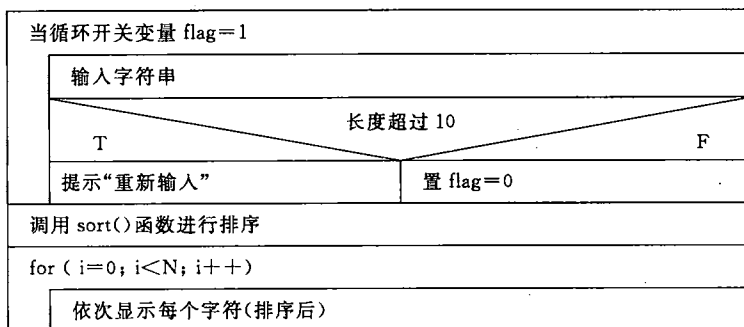 当循环开关变量 flag=1
输入字符串
长度超过 10
T
F
提示“重新输入”
置 flag=0
调用 sort()函数进行排序
for ( i=0; i<N; i++)
依次显示每个字符(排序后)